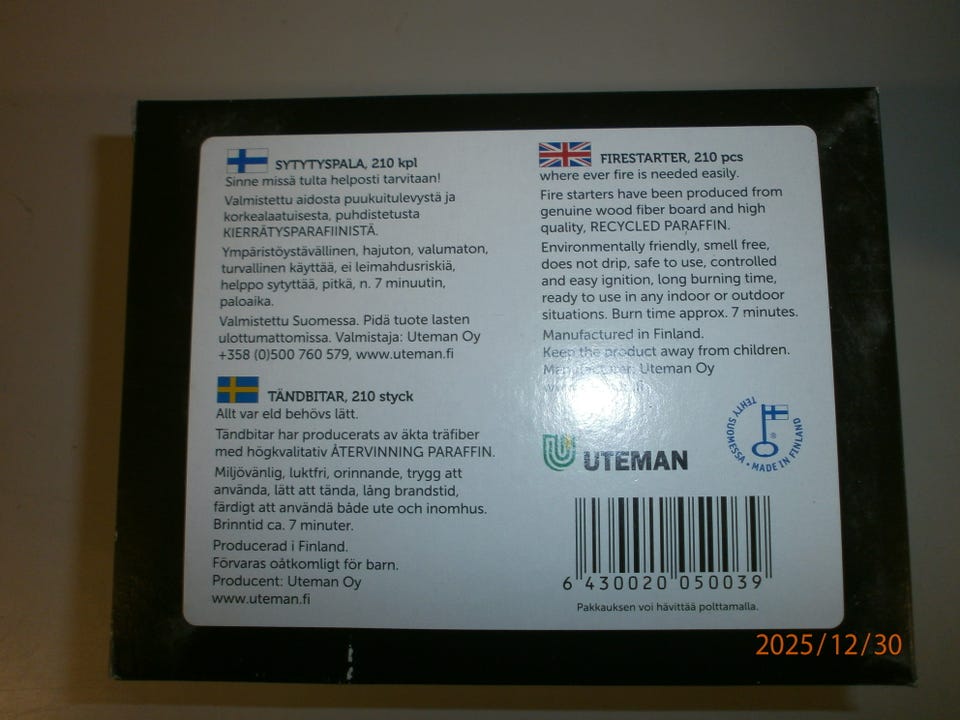 SYTYTYSPALA, 210 kpl
Sinne missä tulta helposti tarvitaan!
Valmistettu aidosta puukuitulevystä ja
korkealaatuisesta, puhdistetusta
KIERRÄTYSPARAFIINISTÄ.
Ympäristöystävällinen, hajuton, valumaton,
turvallinen käyttää, ei leimahdusriskiä,
helppo sytyttää, pitkä, n. 7 minuutin,
paloaika.
Valmistettu Suomessa. Pidä tuote lasten
ulottumattomissa. Valmistaja: Uteman Oy
+358 (0)500 760 579, www.uteman.fi
TÄNDBITAR, 210 styck
Allt var eld behövs lätt.
Tändbitar har producerats av äkta träfiber
med högkvalitativ ÅTERVINNING PARAFFIN.
Miljövänlig, luktfri, orinnande, trygg att
använda, lätt att tända, lång brandstid,
färdigt att användä både ute och inomhus.
Brinntid ca. 7 minuter.
Producerad i Finland.
Förvaras oåtkomligt för barn.
Producent: Uteman Oy
www.uteman.fi
FIRESTARTER, 210 pcs
where ever fire is needed easily.
Fire starters have been produced from
genuine wood fiber board and high
quality, RECYCLED PARAFFIN.
Environmentally friendly, smell free,
does not drip, safe to use, controlled
and easy ignition, long burning time,
ready to use in any indoor or outdoor
situations. Burn time approx. 7 minutes.
Manufactured in Finland.
Keep the product away from children.
Manufacturer: Uteman Oy
UTEMAN
TEHTY SUOMESSA • MADE IN FINLAND
6 430020 050039
Pakkauksen voi hävittää polttamalla.
2025/12/30